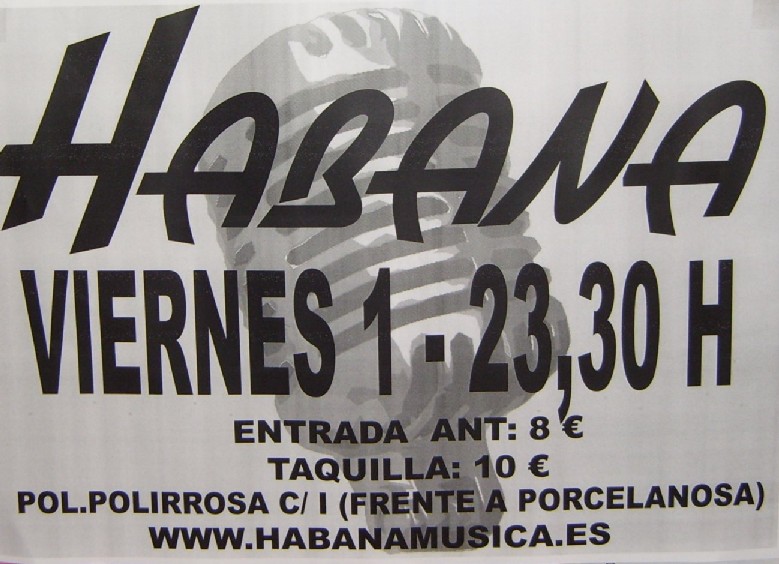 HABANA
VIERNES 1 - 23,30 H
ENTRADA ANT: 8 €
TAQUILLA: 10 €
POL.POLIRROSA C/ I (FRENTE A PORCELANOSA)
WWW.HABANAMUSICA.ES